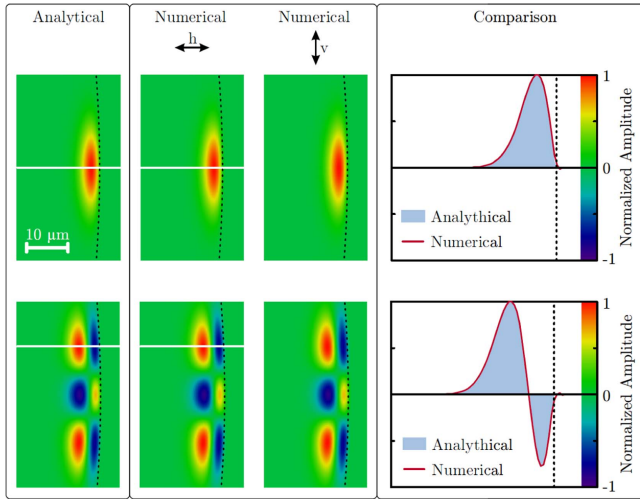 Analytical
Numerical
h
Numerical
v
Comparison
10 µm
1
0
-1
Normalized Amplitude
Analythical
Numerical
1
0
-1
Normalized Amplitude
Analythical
Numerical